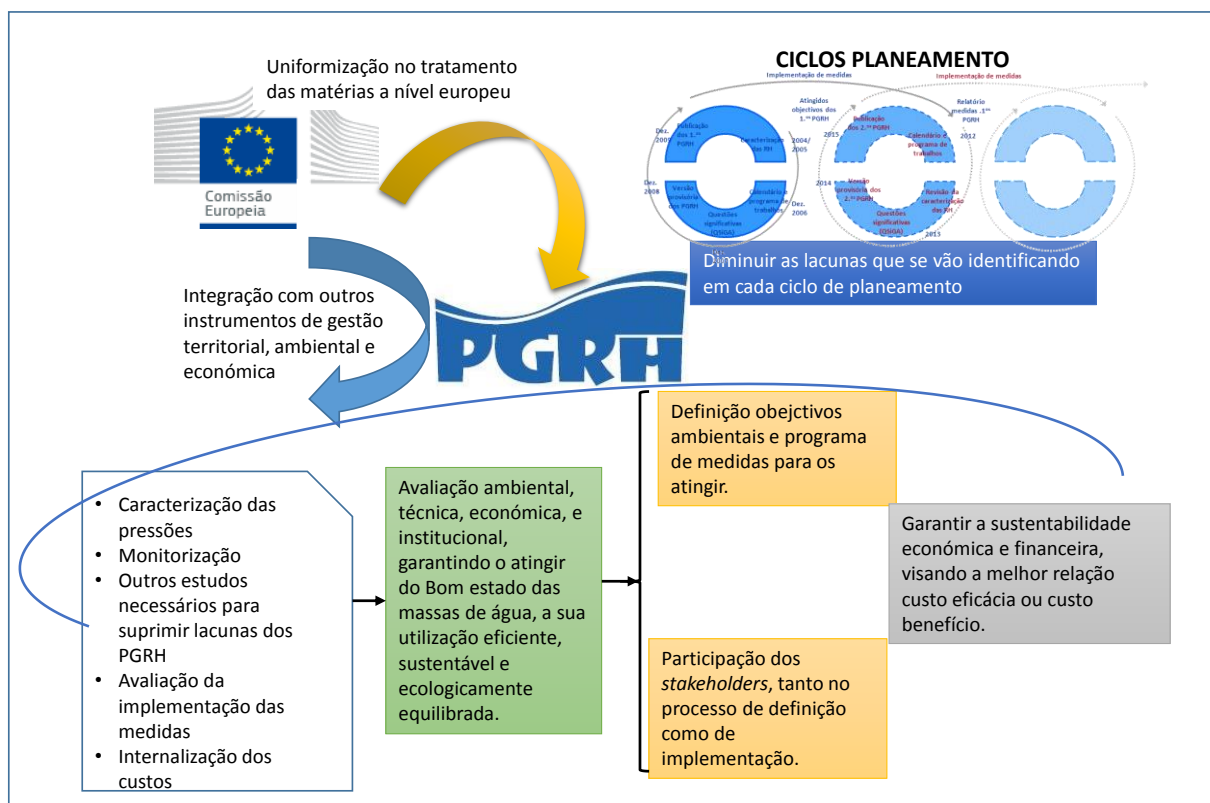 Uniformização no tratamento
das matérias a nível europeu
Comissão
Europeia
CICLOS PLANEAMENTO
Implementação de medidas
Implementação de medidas
Atingidos
objectivos dos
1.ºˢ PGRH
2015
Relatório
medidas .1ºˢ
PGRH
2012
Dez.
2009
Publicação
dos 1.ºˢ
PGRH
Caracterização
das RH
2004/
2005
Publicação
dos 2.ºˢ PGRH
Calendário e
programa de
trabalhos
Dez.
2008
Versão
provisória
dos PGRH
Calendário e
programa de
trabalhos
Dez.
2006
Questões
significativas
(QSiGA)
2014
Versão
provisória dos
2.ºˢ PGRH
Revisão da
caracterização
das RH
Questões
significativas
(QSiGA)
2013
Diminuir as lacunas que se vão identificando
em cada ciclo de planeamento
Integração com outros
instrumentos de gestão
territorial, ambiental e
económica
PGRH
• Caracterização das
pressões
• Monitorização
• Outros estudos
necessários para
suprimir lacunas dos
PGRH
• Avaliação da
implementação das
medidas
• Internalização dos
custos
Avaliação ambiental,
técnica, económica, e
institucional,
garantindo o atingir
do Bom estado das
massas de água, a sua
utilização eficiente,
sustentável e
ecologicamente
equilibrada.
Definição obejctivos
ambientais e programa
de medidas para os
atingir.
Participação dos
stakeholders, tanto no
processo de definição
como de
implementação.
Garantir a sustentabilidade
económica e financeira,
visando a melhor relação
custo eficácia ou custo
benefício.